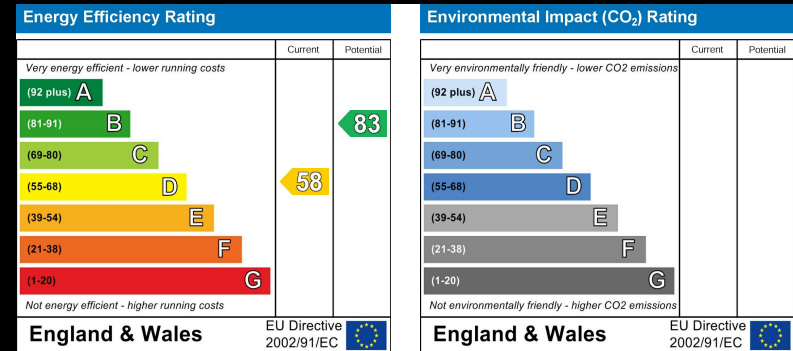 Energy Efficiency Rating
Current Potential
Very energy efficient - lower running costs
(92 plus) A
(81-91) B
83
(69-80) C
(55-68) D
58
(39-54) E
(21-38) F
(1-20) G
Not energy efficient - higher running costs
England & Wales
EU Directive
2002/91/EC
Environmental Impact (CO₂) Rating
Current Potential
Very environmentally friendly - lower CO2 emissions
(92 plus) A
(81-91) B
(69-80) C
(55-68) D
(39-54) E
(21-38) F
(1-20) G
Not environmentally friendly - higher CO2 emissions
England & Wales
EU Directive
2002/91/EC